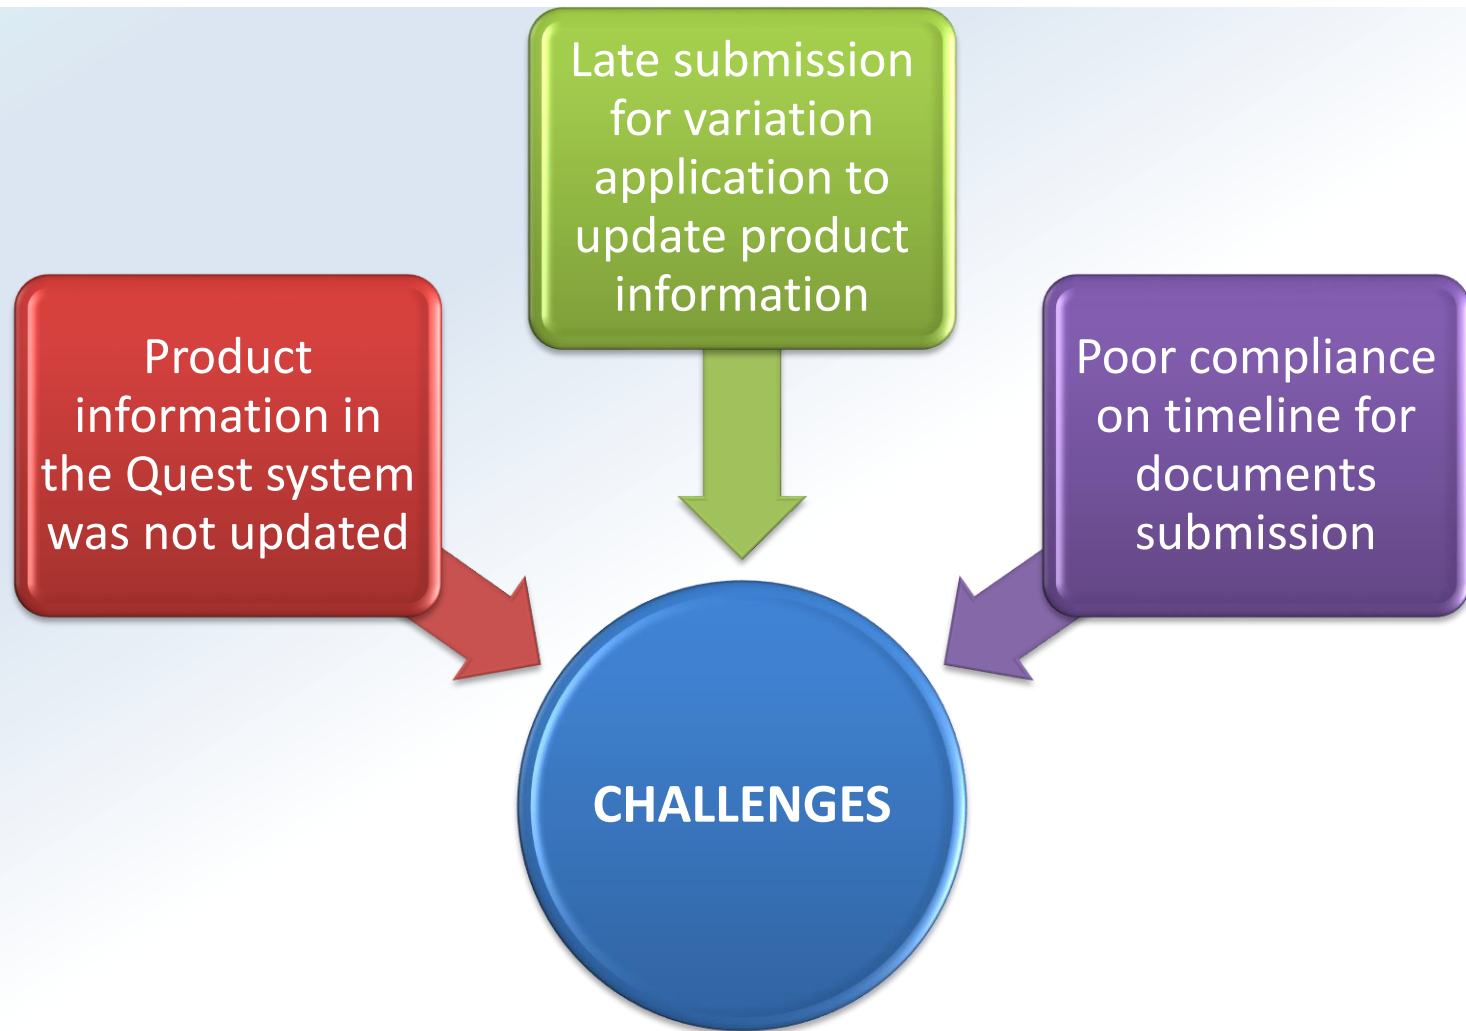 Late submission
for variation
application to
update product
information
Product
information in
the Quest system
was not updated
Poor compliance
on timeline for
documents
submission
CHALLENGES